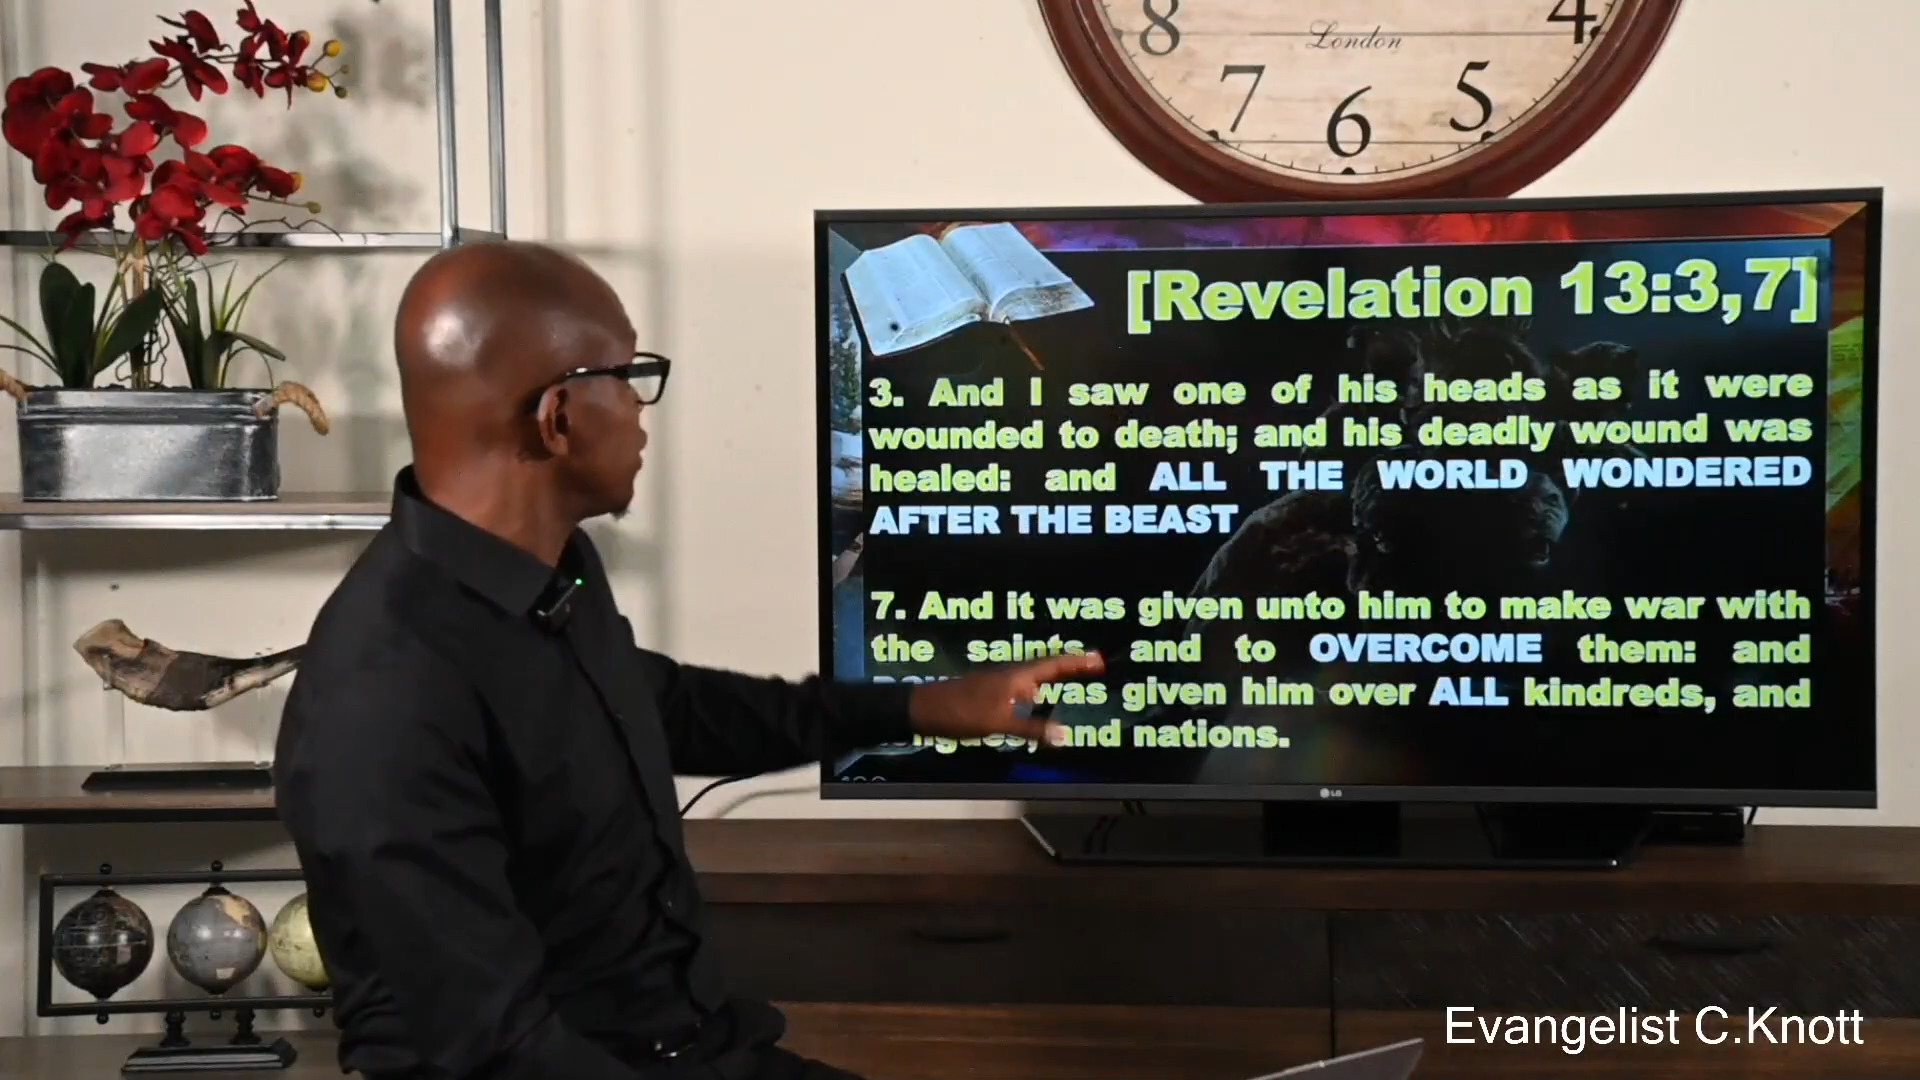 8
4
London
7
5
6
[Revelation 13:3,7]
3. And I saw one of his heads as it were
wounded to death; and his deadly wound was
healed: and ALL THE WORLD WONDERED
AFTER THE BEAST
7. And it was given unto him to make war with
the saints, and to OVERCOME them: and
was given him over ALL kindreds, and
and nations.
LG
Evangelist C.Knott